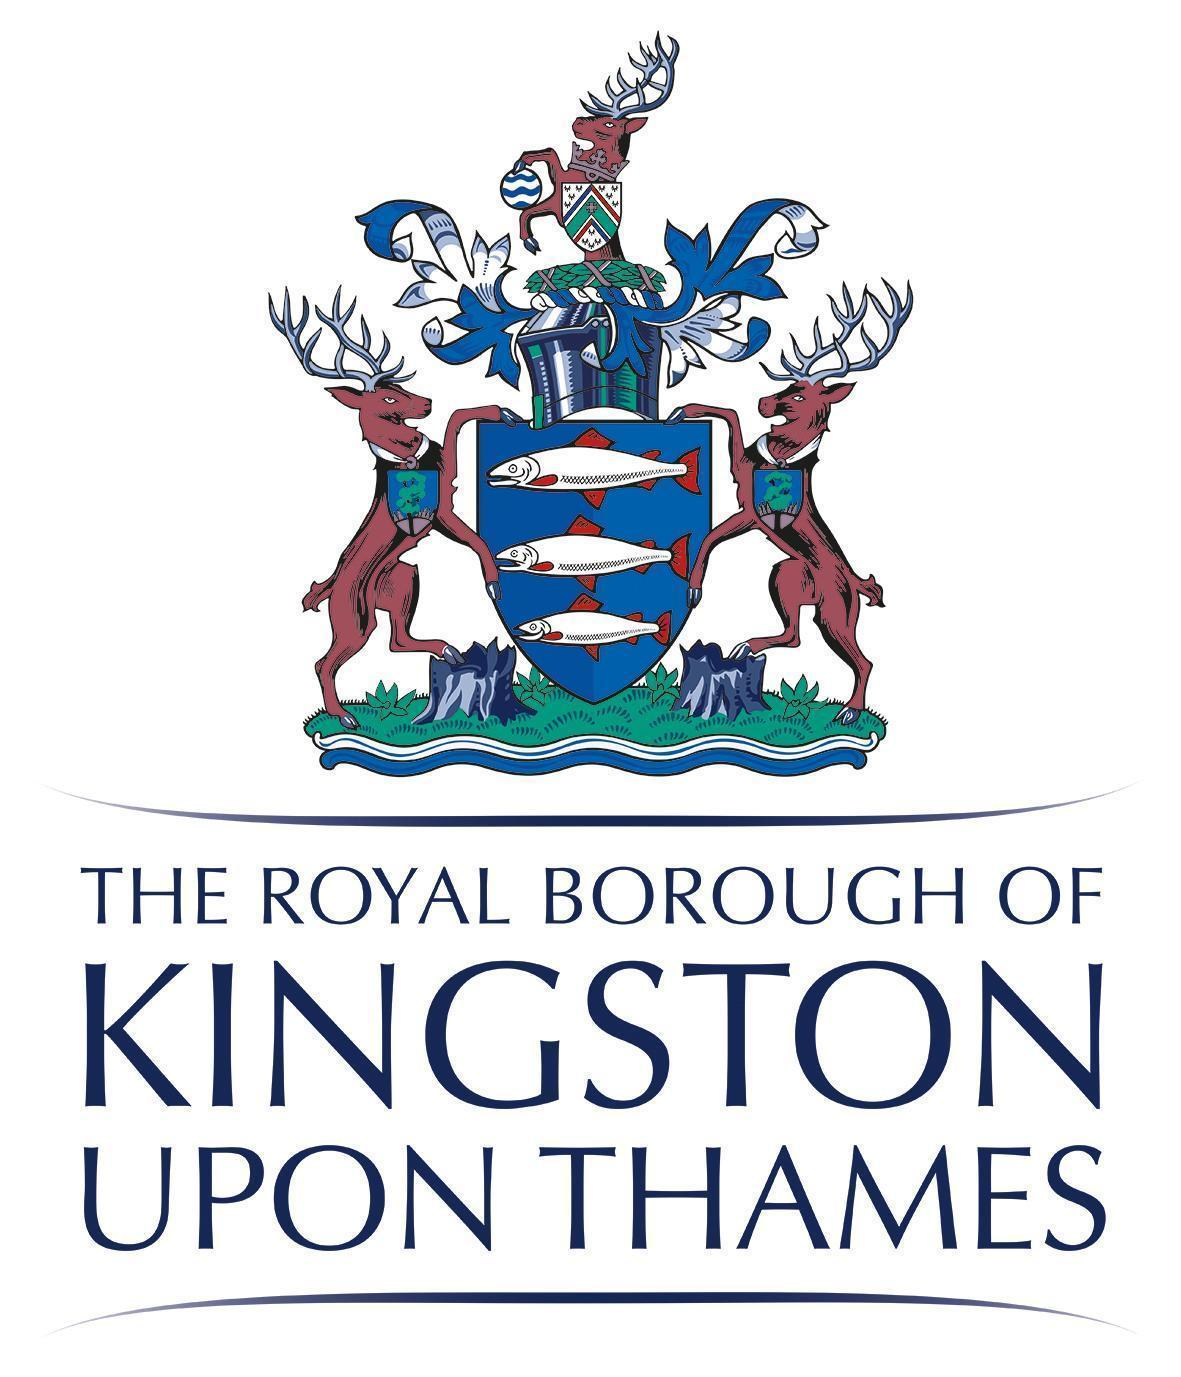 THE ROYAL BOROUGH OF
KINGSTON
UPON THAMES